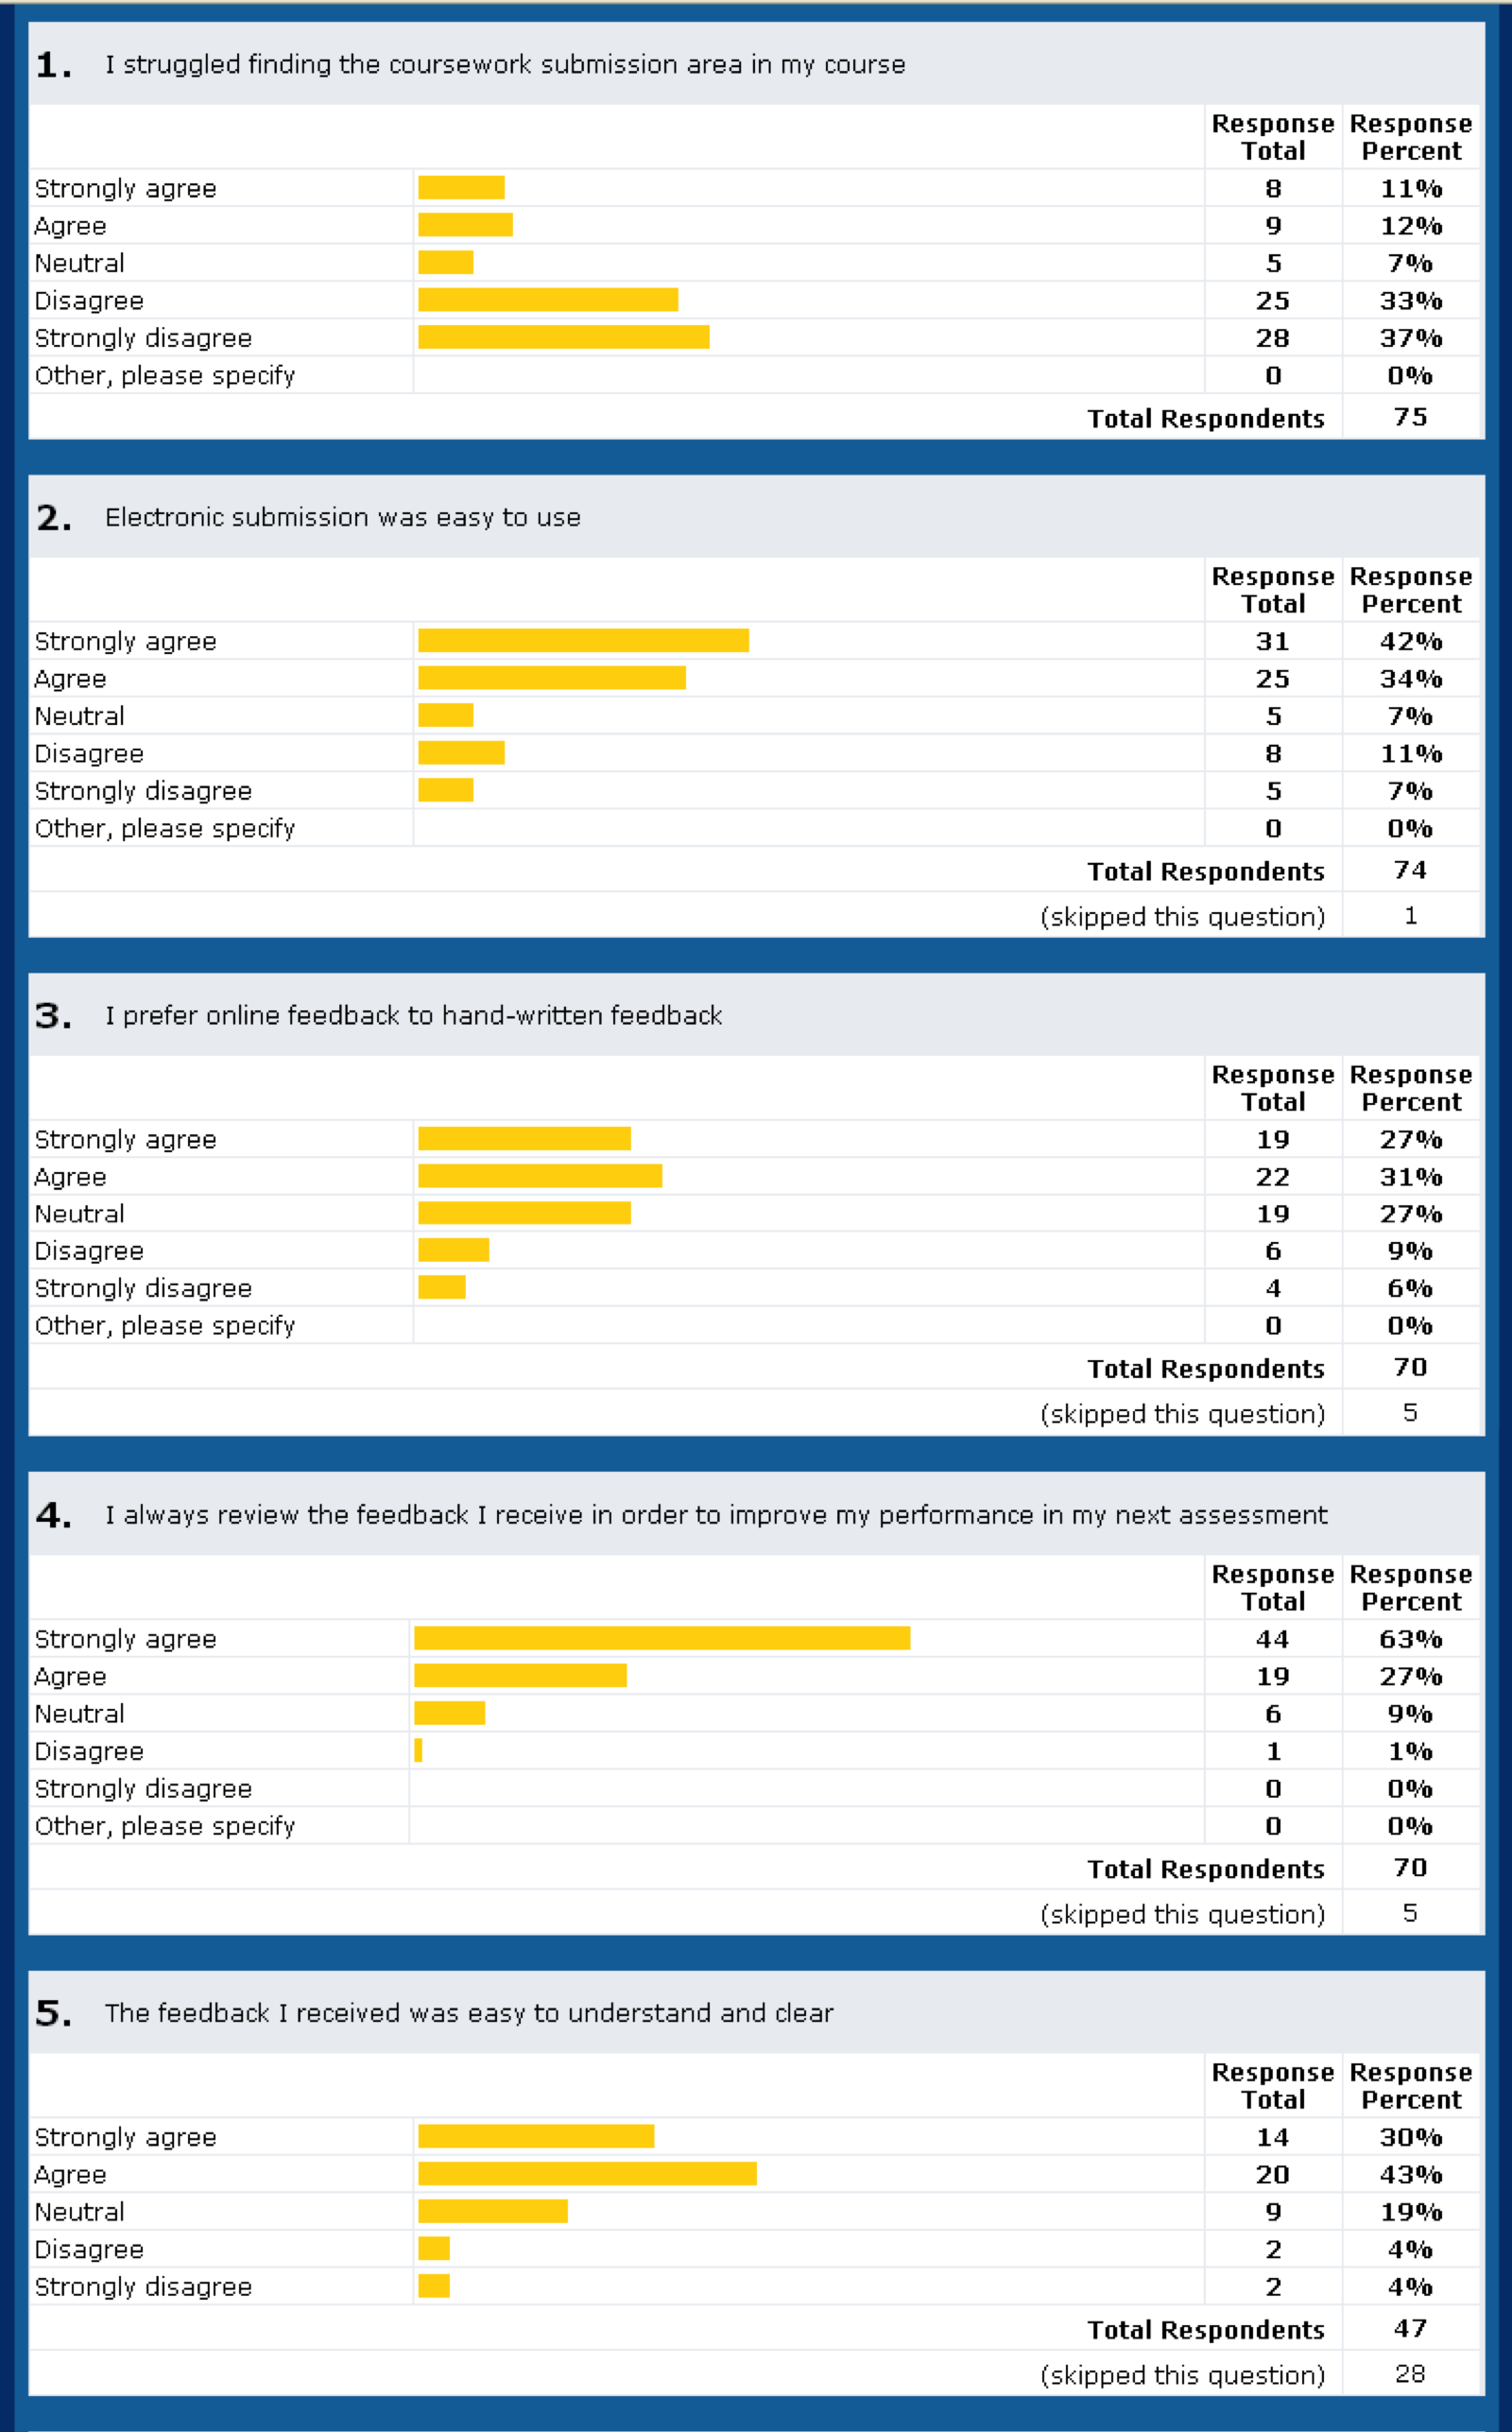 1. I struggled finding the coursework submission area in my course
Response Response
Total Percent
Strongly agree 8 11%
Agree 9 12%
Neutral 5 7%
Disagree 25 33%
Strongly disagree 28 37%
Other, please specify 0 0%
Total Respondents 75
2. Electronic submission was easy to use
Response Response
Total Percent
Strongly agree 31 42%
Agree 25 34%
Neutral 5 7%
Disagree 8 11%
Strongly disagree 5 7%
Other, please specify 0 0%
Total Respondents 74
(skipped this question) 1
3. I prefer online feedback to hand-written feedback
Response Response
Total Percent
Strongly agree 19 27%
Agree 22 31%
Neutral 19 27%
Disagree 6 9%
Strongly disagree 4 6%
Other, please specify 0 0%
Total Respondents 70
(skipped this question) 5
4. I always review the feedback I receive in order to improve my performance in my next assessment
Response Response
Total Percent
Strongly agree 44 63%
Agree 19 27%
Neutral 6 9%
Disagree 1 1%
Strongly disagree 0 0%
Other, please specify 0 0%
Total Respondents 70
(skipped this question) 5
5. The feedback I received was easy to understand and clear
Response Response
Total Percent
Strongly agree 14 30%
Agree 20 43%
Neutral 9 19%
Disagree 2 4%
Strongly disagree 2 4%
Total Respondents 47
(skipped this question) 28